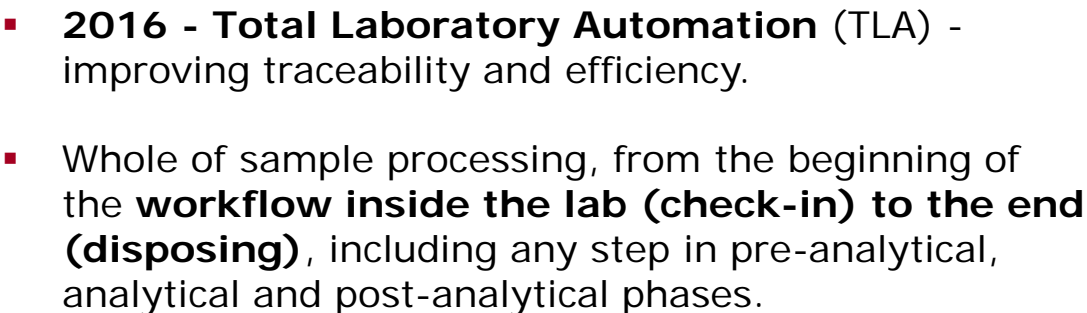 ▪ 2016 - Total Laboratory Automation (TLA) -
improving traceability and efficiency.
▪ Whole of sample processing, from the beginning of
the workflow inside the lab (check-in) to the end
(disposing), including any step in pre-analytical,
analytical and post-analytical phases.